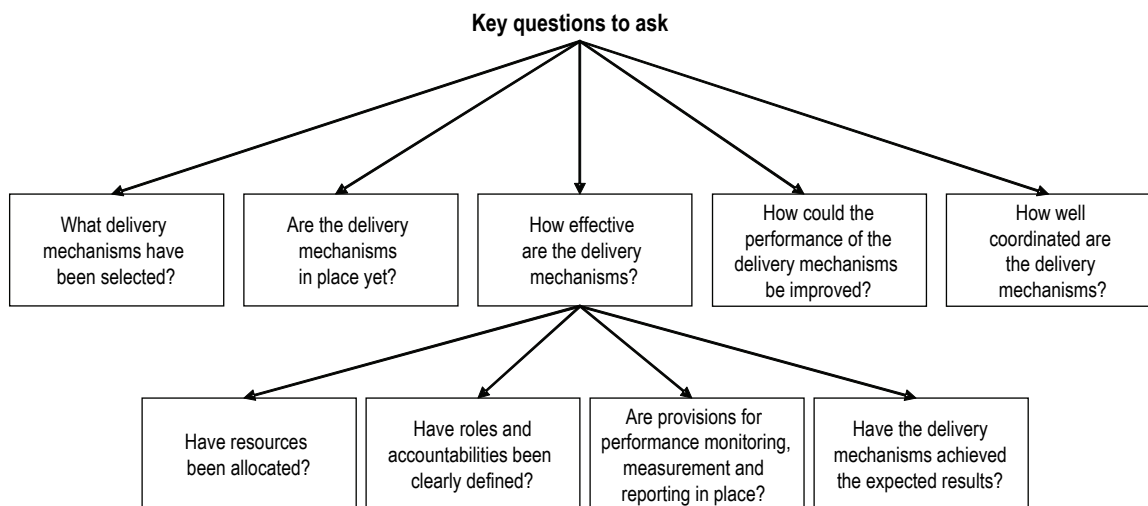 Key questions to ask
What delivery
mechanisms have
been selected?
Are the delivery
mechanisms
in place yet?
How effective
are the delivery
mechanisms?
How could the
performance of the
delivery mechanisms
be improved?
How well
coordinated are
the delivery
mechanisms?
Have resources
been allocated?
Have roles and
accountabilities been
clearly defined?
Are provisions for
performance monitoring,
measurement and
reporting in place?
Have the delivery
mechanisms achieved
the expected results?